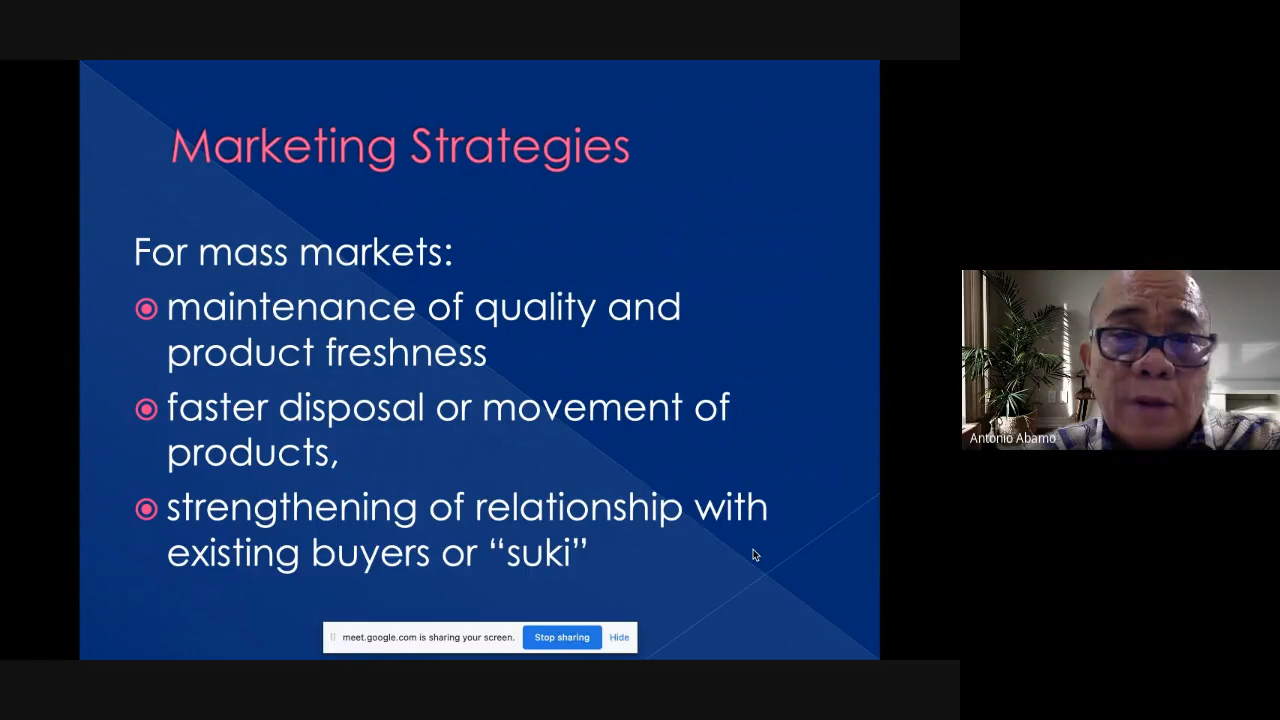 Marketing Strategies
For mass markets:
maintenance of quality and
product freshness
faster disposal or movement of
products,
strengthening of relationship with
existing buyers or “suki”
meet.google.com is sharing your screen. Stop sharing Hide
Antonio Abamo